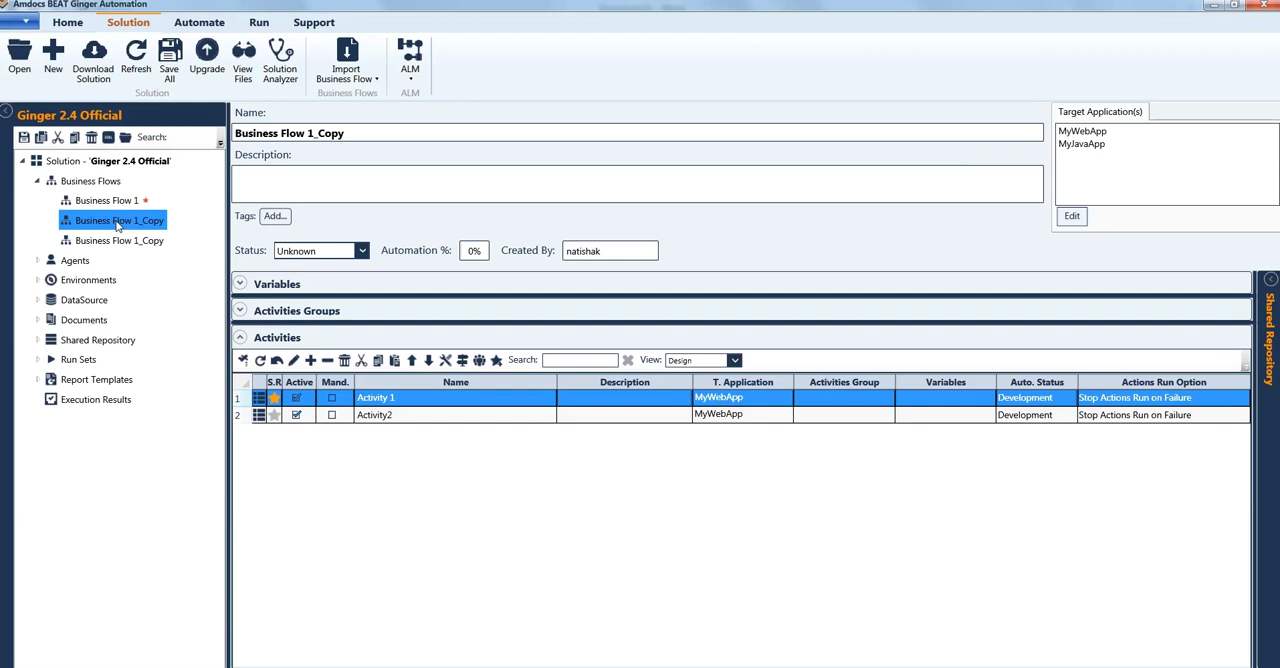 Amdocs BEAT Ginger Automation
Home Solution Automate Run Support
Open New Download Solution Refresh Save All Upgrade View Files Solution Analyzer Import Business Flow ALM
Solution Business Flows ALM
Ginger 2.4 Official
Search:
Solution - 'Ginger 2.4 Official'
Business Flows
Business Flow 1 *
Business Flow 1_Copy
Business Flow 1_Copy
Agents
Environments
DataSource
Documents
Shared Repository
Run Sets
Report Templates
Execution Results
Name:
Business Flow 1_Copy
Description:
Tags: Add...
Status: Unknown Automation %: 0% Created By: natishak
Target Application(s)
MyWebApp
MyJavaApp
Edit
Variables
Activities Groups
Activities
Search: View: Design
S.R Active Mand. Name Description T. Application Activities Group Variables Auto. Status Actions Run Option
1 Activity 1 MyWebApp Development Stop Actions Run on Failure
2 Activity2 MyWebApp Development Stop Actions Run on Failure
Shared Repository